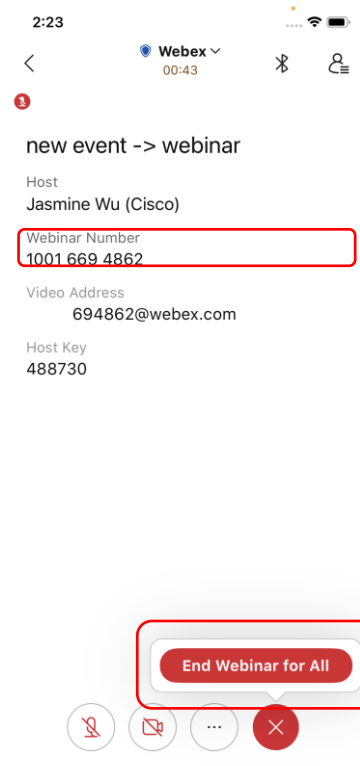 2:23
Webex
00:43
new event -> webinar
Host
Jasmine Wu (Cisco)
Webinar Number
1001 669 4862
Video Address
694862@webex.com
Host Key
488730
End Webinar for All